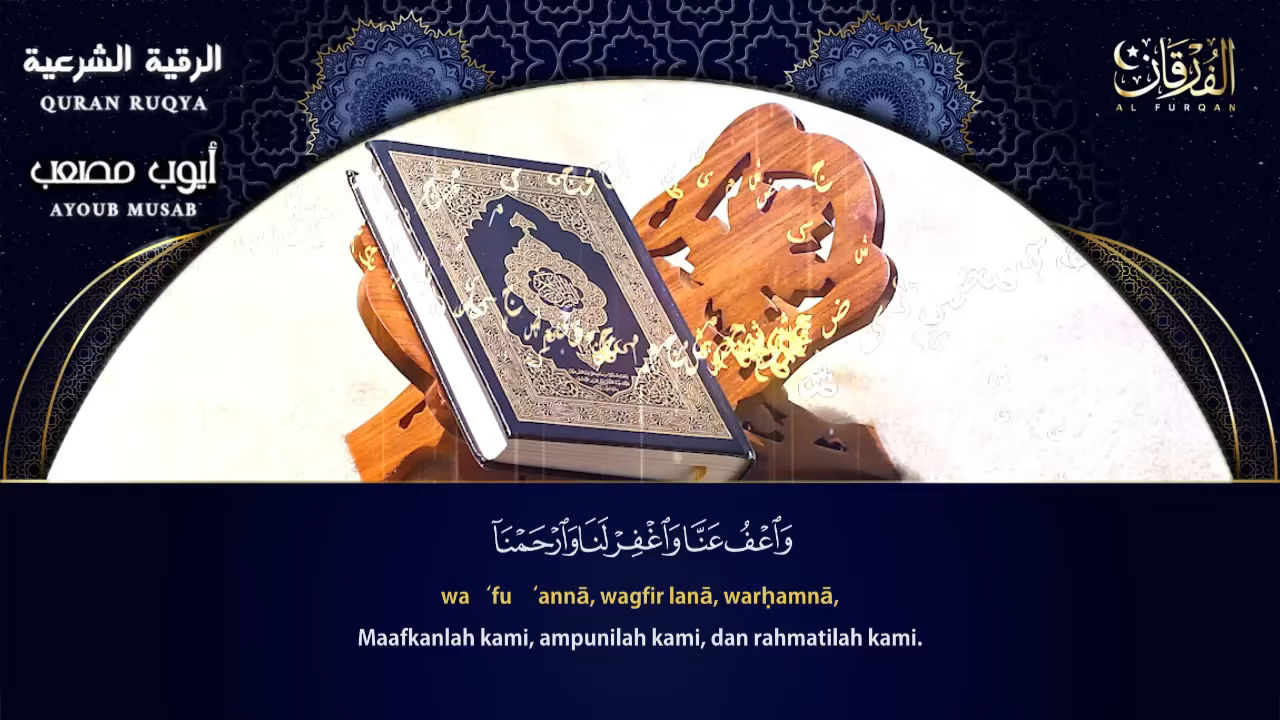 الرقية الشرعية
QURAN RUQYA
أيوب مصعب
AYOUB MUSAB
الفرقان
AL FURQAN
وَٱعۡفُ عَنَّا وَٱغۡفِرۡ لَنَا وَٱرۡحَمۡنَآ
wa ʻfu ʻannā, wagfir lanā, warḥamnā,
Maafkanlah kami, ampunilah kami, dan rahmatilah kami.